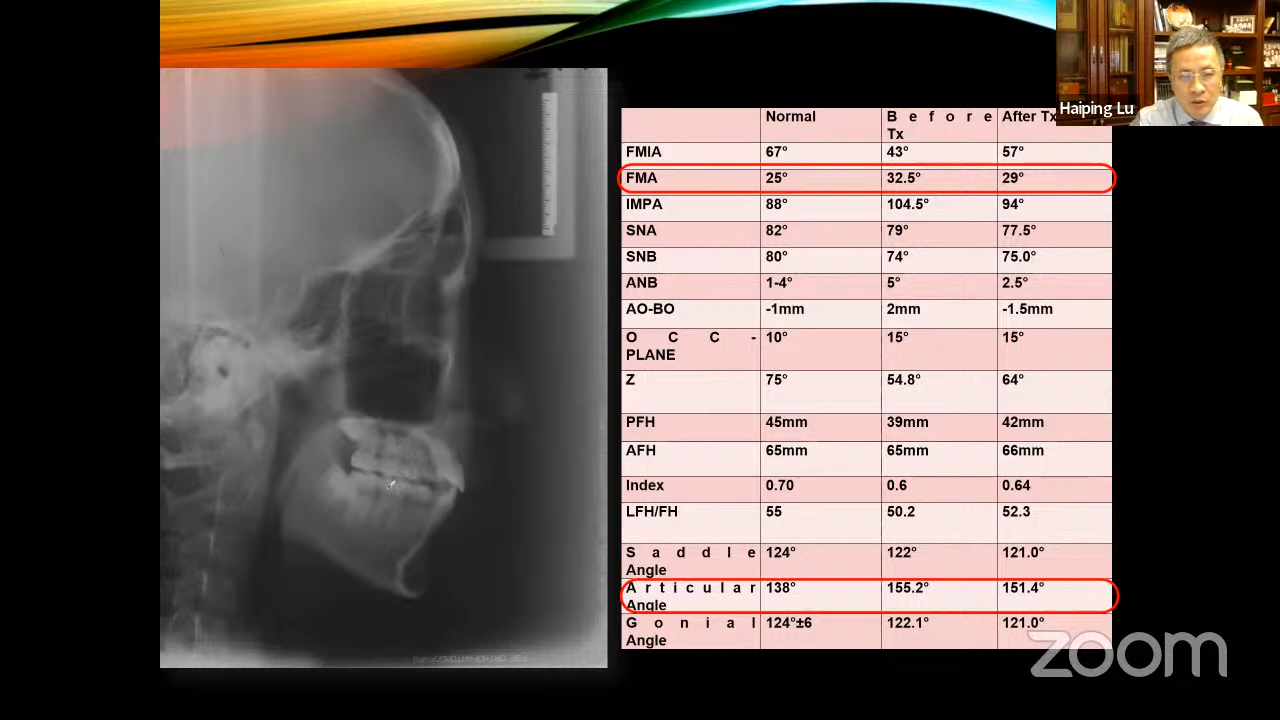 Haiping Lu
Normal B e f o r e Tx After Tx
FMIA 67° 43° 57°
FMA 25° 32.5° 29°
IMPA 88° 104.5° 94°
SNA 82° 79° 77.5°
SNB 80° 74° 75.0°
ANB 1-4° 5° 2.5°
AO-BO -1mm 2mm -1.5mm
O C C - PLANE 10° 15° 15°
Z 75° 54.8° 64°
PFH 45mm 39mm 42mm
AFH 65mm 65mm 66mm
Index 0.70 0.6 0.64
LFH/FH 55 50.2 52.3
S a d d l e Angle 124° 122° 121.0°
A r t i c u l a r Angle 138° 155.2° 151.4°
G o n i a l Angle 124°±6 122.1° 121.0°
zoom